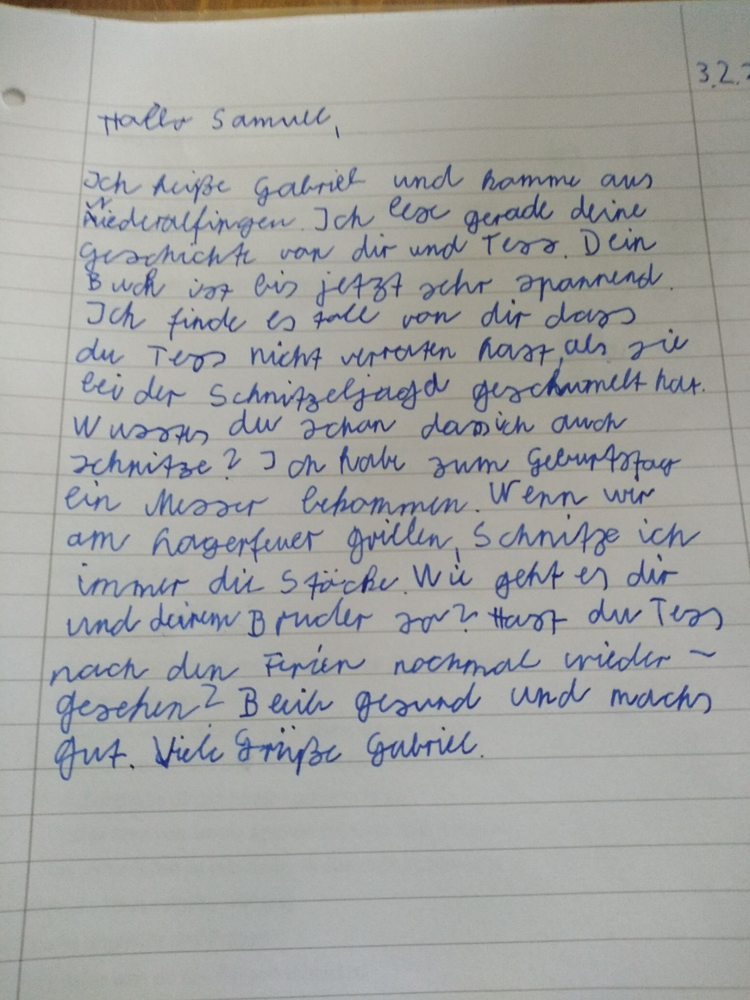 3.2.
Hallo Samuel,
Ich heiße Gabriel und komme aus
Niederalfingen. Ich lese gerade deine
Geschichte von dir und Tess. Dein
Buch ist bis jetzt sehr spannend.
Ich finde es toll von dir dass
du Tess nicht verraten hast, als sie
bei der Schnitzeljagd geschumelt hat.
Wusstes du schon dass ich auch
schnitze? Ich habe zum Geburtstag
ein Messer bekommen. Wenn wir
am Lagerfeuer grillen, Schnitze ich
immer die Stöcke. Wie geht es dir
und deinem Bruder so? Hast du Tess
nach den Ferien nochmal wieder-
gesehen? Bleib gesund und machs
gut. Viele Grüße Gabriel.